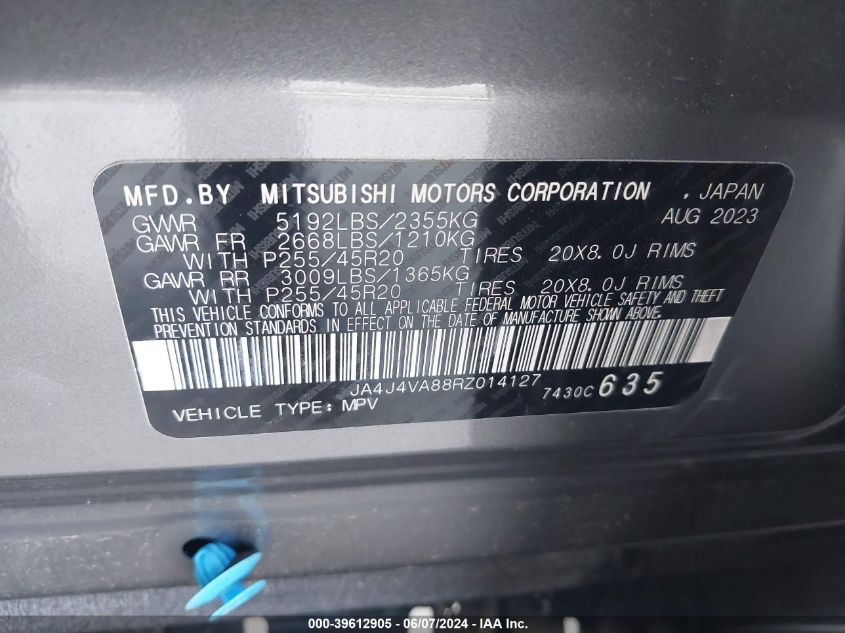 MFD.BY MITSUBISHI MOTORS CORPORATION , JAPAN
GVWR 5192LBS/2355KG AUG 2023
GAWR FR 2668LBS/1210KG
WITH P255/45R20 TIRES 20X8.0J RIMS
GAWR RR 3009LBS/1365KG
WITH P255/45R20 TIRES 20X8.0J RIMS
THIS VEHICLE CONFORMS TO ALL APPLICABLE FEDERAL MOTOR VEHICLE SAFETY AND THEFT
PREVENTION STANDARDS IN EFFECT ON THE DATE OF MANUFACTURE SHOWN ABOVE.
JA4J4VA88RZ014127
VEHICLE TYPE: MPV 7430C 635
000-39612905 - 06/07/2024 - IAA Inc.